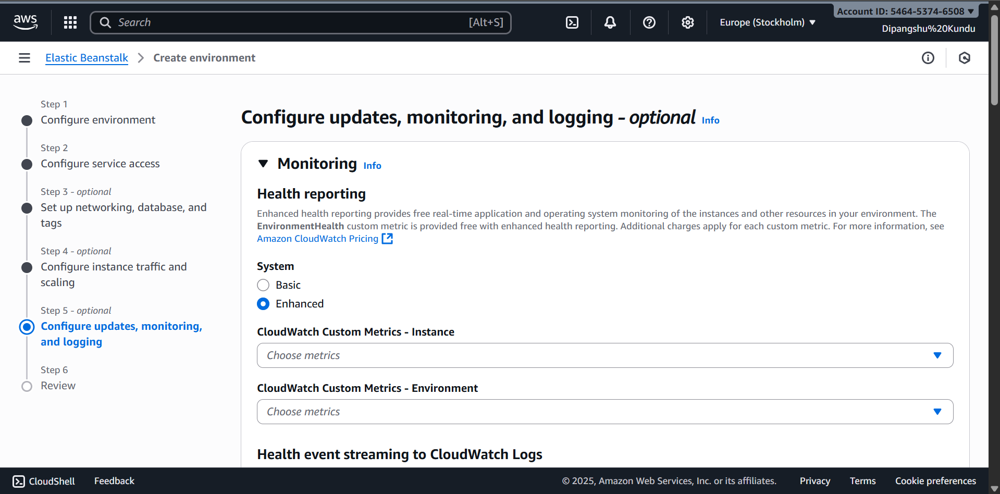 aws
Search
[Alt+S]
Europe (Stockholm)
Account ID: 5464-5374-6508
Dipangshu%20Kundu
Elastic Beanstalk
Create environment
Step 1
Configure environment
Step 2
Configure service access
Step 3 - optional
Set up networking, database, and
tags
Step 4 - optional
Configure instance traffic and
scaling
Step 5 - optional
Configure updates, monitoring,
and logging
Step 6
Review
Configure updates, monitoring, and logging - optional Info
Monitoring Info
Health reporting
Enhanced health reporting provides free real-time application and operating system monitoring of the instances and other resources in your environment. The
EnvironmentHealth custom metric is provided free with enhanced health reporting. Additional charges apply for each custom metric. For more information, see
Amazon CloudWatch Pricing
System
Basic
Enhanced
CloudWatch Custom Metrics - Instance
Choose metrics
CloudWatch Custom Metrics - Environment
Choose metrics
Health event streaming to CloudWatch Logs
CloudShell
Feedback
© 2025, Amazon Web Services, Inc. or its affiliates.
Privacy
Terms
Cookie preferences